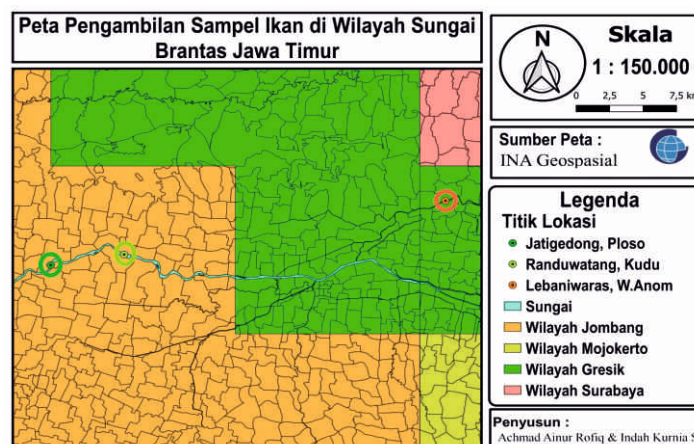 Peta Pengambilan Sampel Ikan di Wilayah Sungai
Brantas Jawa Timur
N
Skala
1 : 150.000
0 2,5 5 7,5 km
Sumber Peta :
INA Geospasial
Legenda
Titik Lokasi
Jatigedong, Ploso
Randuwatang, Kudu
Lebaniwaras, W.Anom
Sungai
Wilayah Jombang
Wilayah Mojokerto
Wilayah Gresik
Wilayah Surabaya
Penyusun :
Achmad Ainur Rofiq & Indah Kurnia